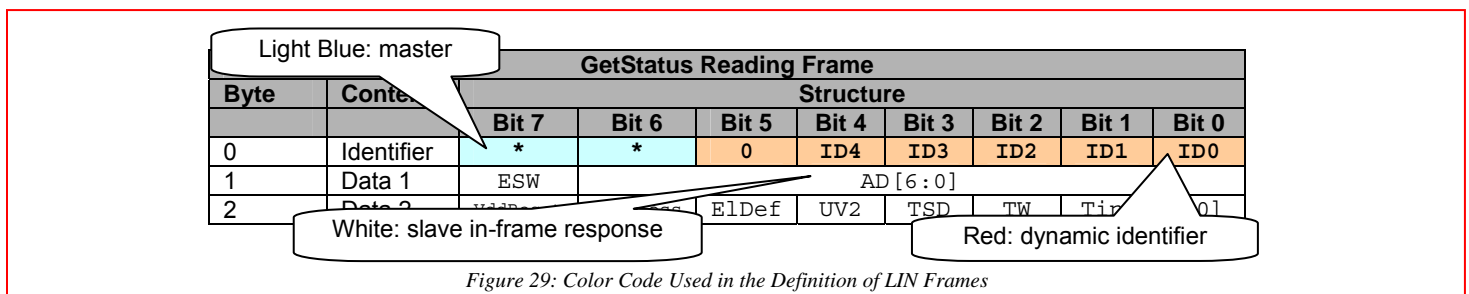 Light Blue: master
GetStatus Reading Frame
Byte Structure
Bit 7 Bit 6 Bit 5 Bit 4 Bit 3 Bit 2 Bit 1 Bit 0
0 Identifier * * 0 ID4 ID3 ID2 ID1 ID0
1 Data 1 ESW AD[6:0]
2 ElDef UV2 TSD TW
White: slave in-frame response
Red: dynamic identifier
Figure 29: Color Code Used in the Definition of LIN Frames